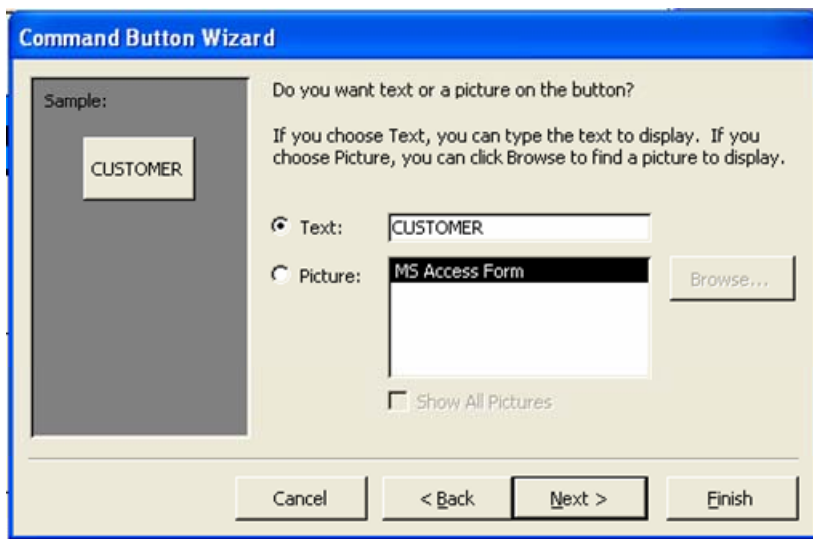 Command Button Wizard
Sample:
CUSTOMER
Do you want text or a picture on the button?
If you choose Text, you can type the text to display. If you
choose Picture, you can click Browse to find a picture to display.
Text: CUSTOMER
Picture: MS Access Form
Browse...
Show All Pictures
Cancel < Back Next > Finish